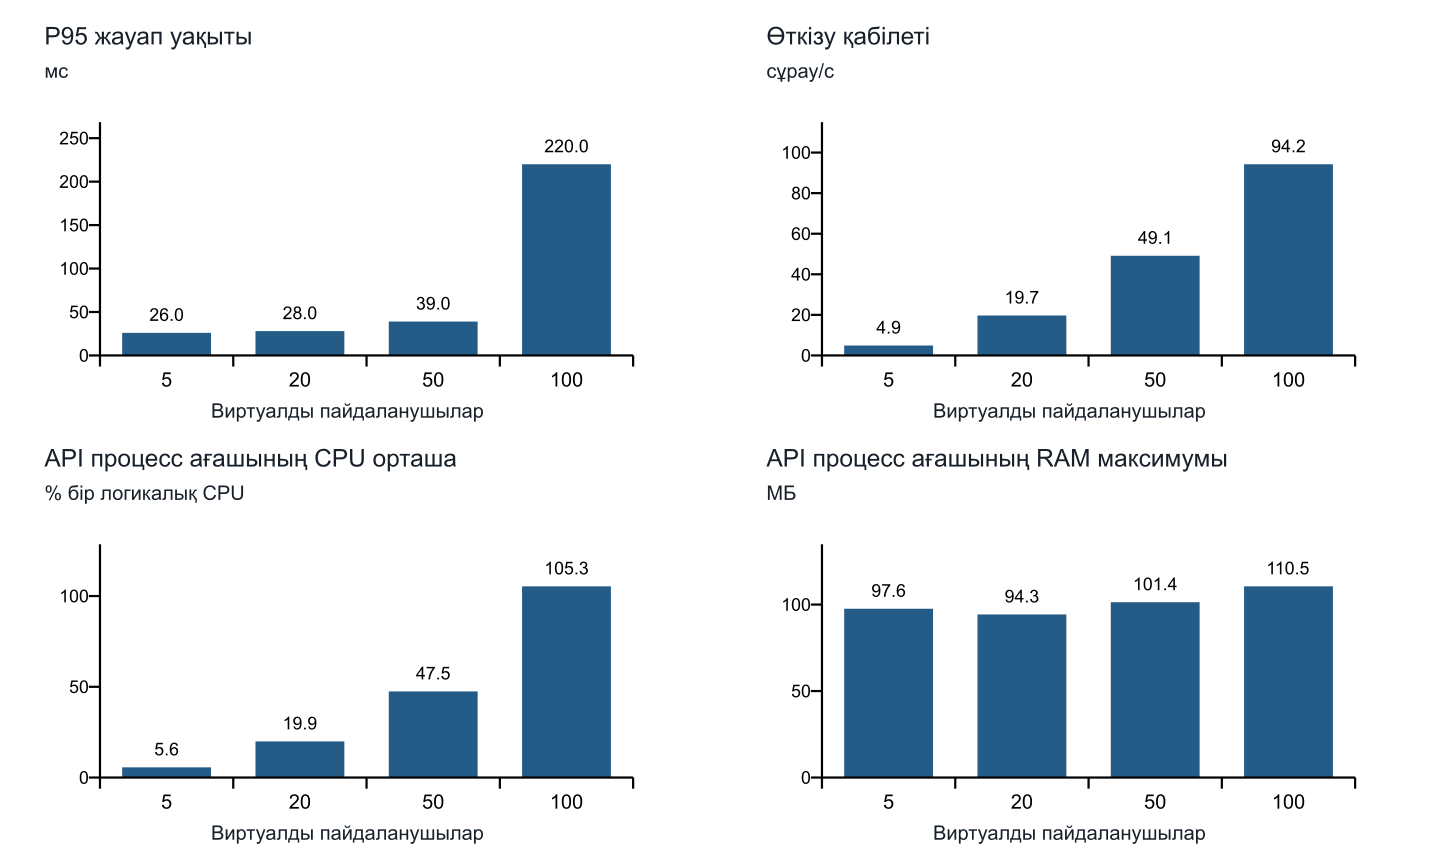 P95 жауап уақыты
мс
250
200
150
100
50
0
26.0
28.0
39.0
220.0
5 20 50 100
Виртуалды пайдаланушылар
Өткізу қабілеті
сұрау/с
100
80
60
40
20
0
4.9
19.7
49.1
94.2
5 20 50 100
Виртуалды пайдаланушылар
API процесс ағашының CPU орташа
% бір логикалық CPU
100
50
0
5.6
19.9
47.5
105.3
5 20 50 100
Виртуалды пайдаланушылар
API процесс ағашының RAM максимумы
МБ
100
50
0
97.6
94.3
101.4
110.5
5 20 50 100
Виртуалды пайдаланушылар